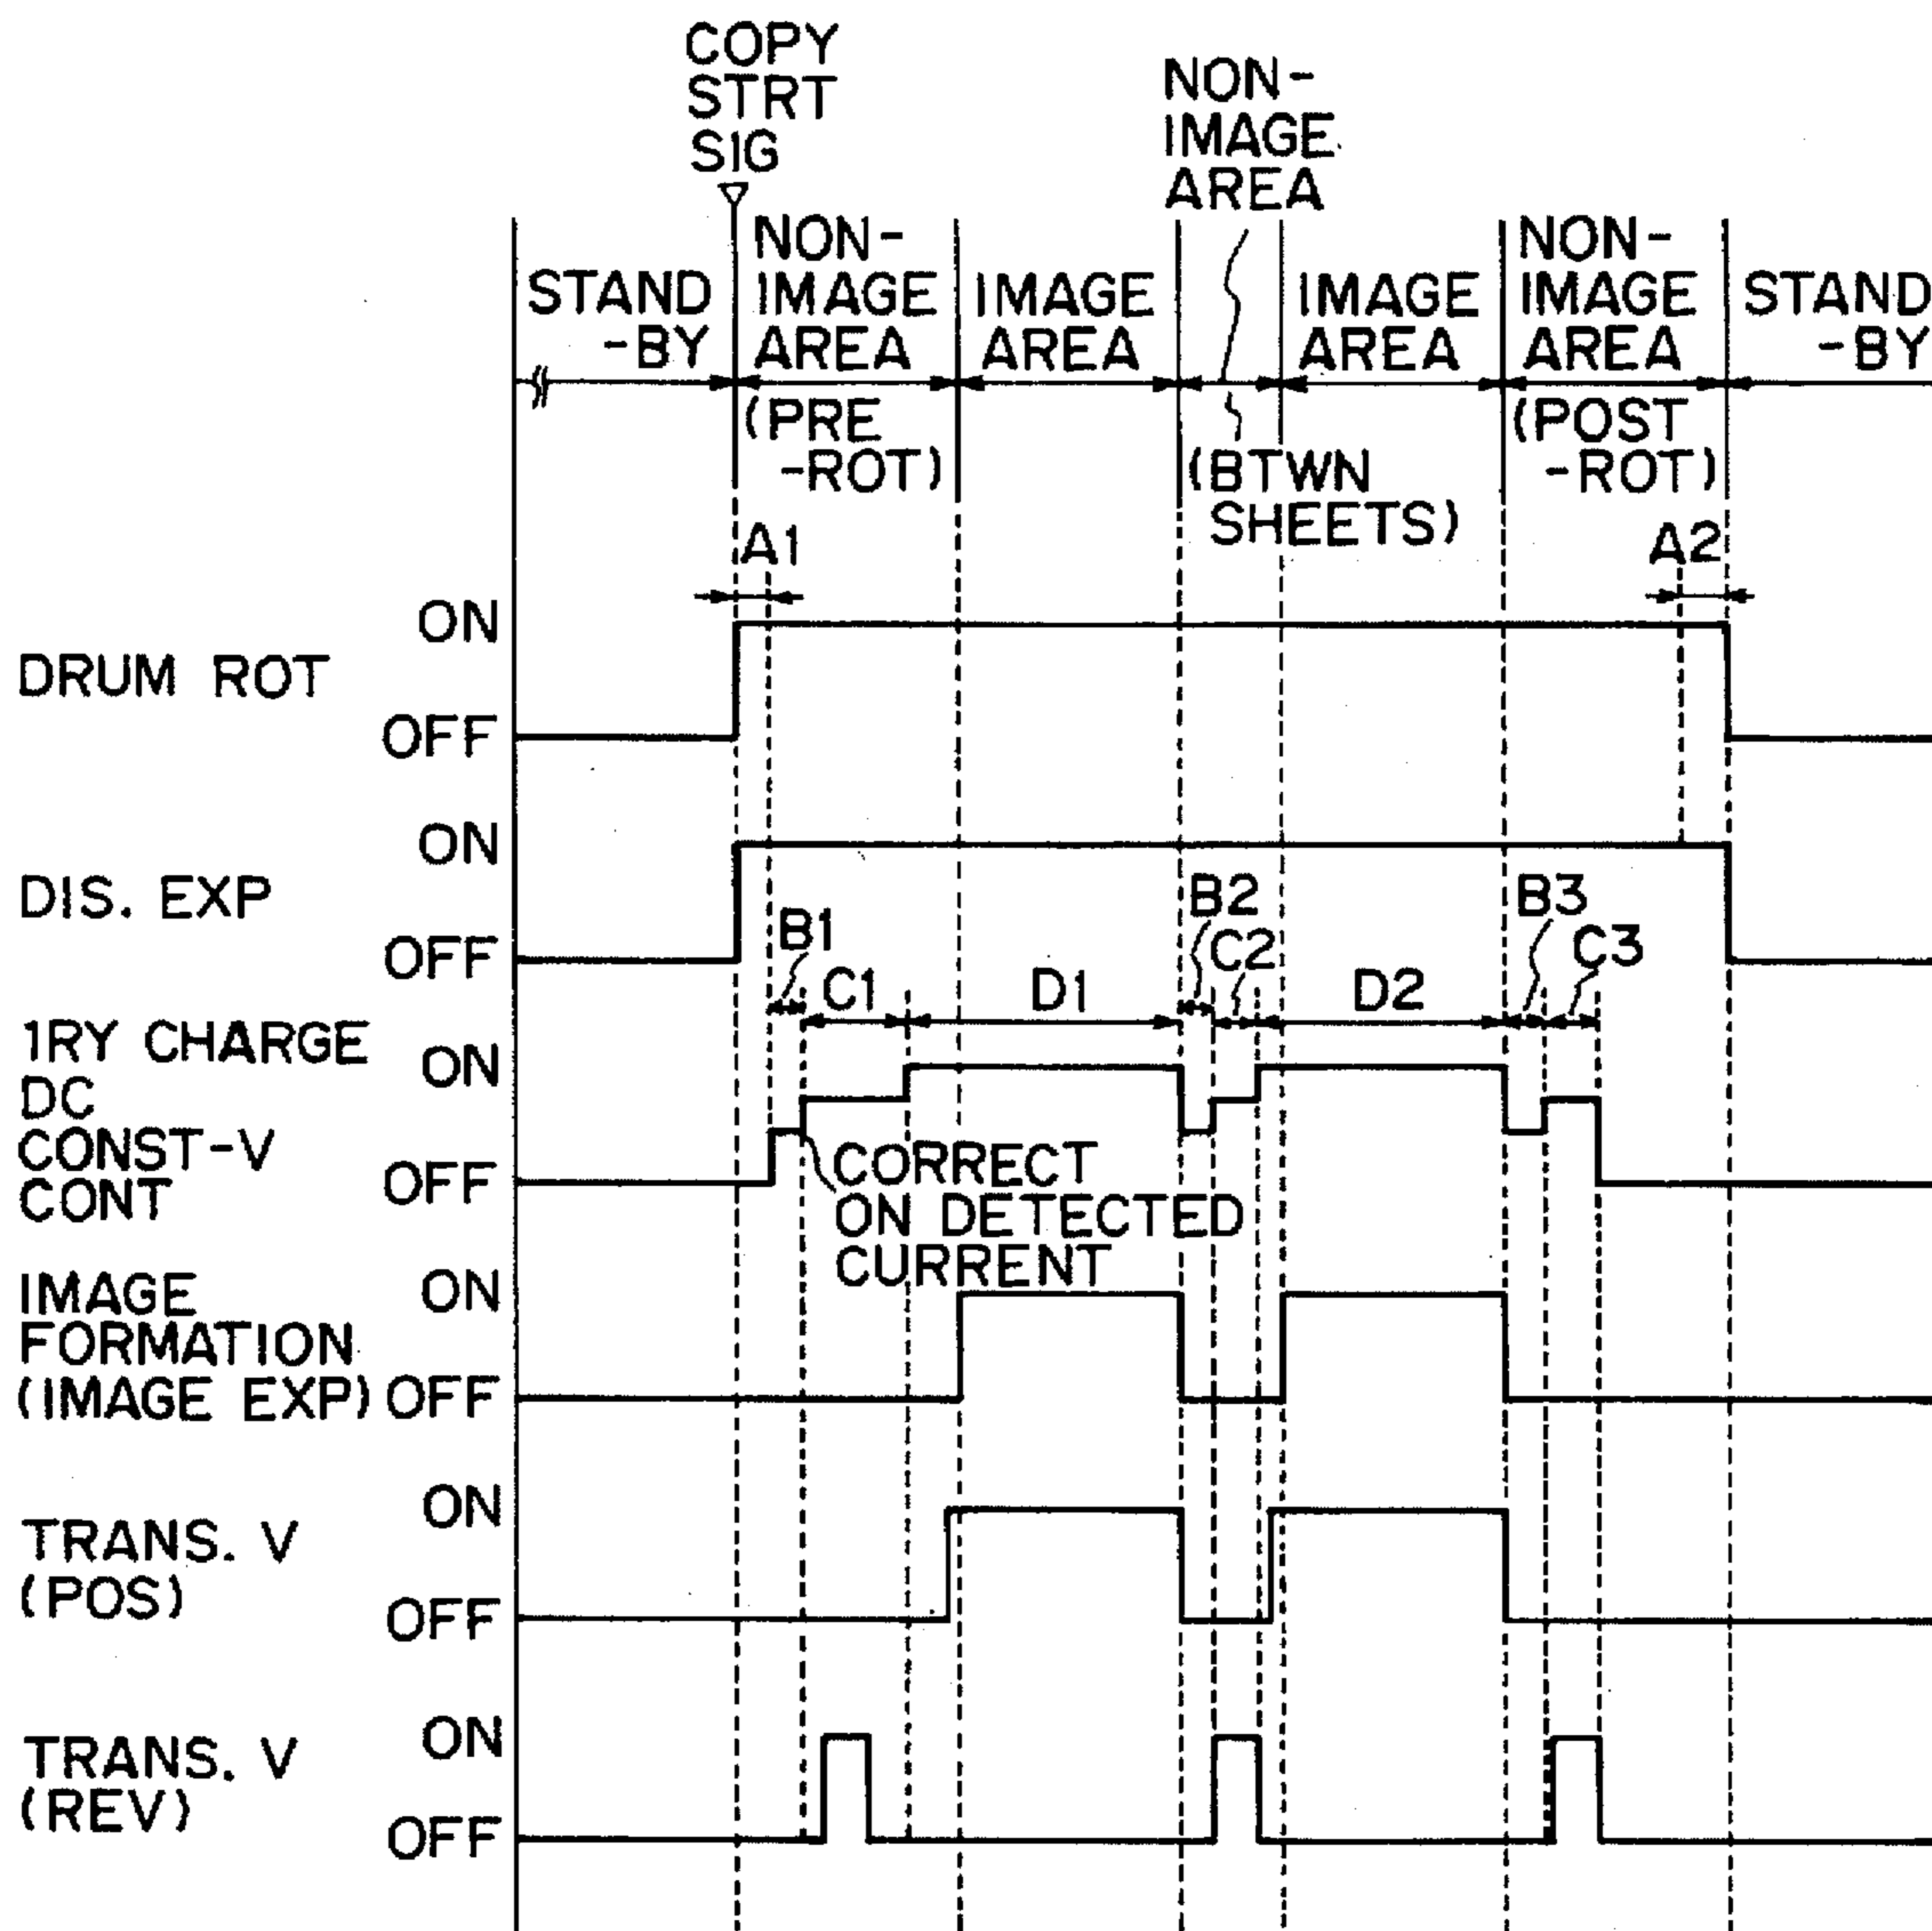 COPY
STRT
SIG
NON-
IMAGE
AREA
STAND
-BY
NON-
IMAGE
AREA
(PRE
-ROT)
IMAGE
AREA
(BTWN
SHEETS)
IMAGE
AREA
NON-
IMAGE
AREA
(POST
-ROT)
STAND
-BY
A1
A2
DRUM ROT
ON
OFF
DIS. EXP
ON
OFF
B1
C1
D1
B2
C2
D2
B3
C3
1RY CHARGE
DC
CONST-V
CONT
ON
OFF
CORRECT
ON DETECTED
CURRENT
IMAGE
FORMATION
(IMAGE EXP)
ON
OFF
TRANS. V
(POS)
ON
OFF
TRANS. V
(REV)
ON
OFF